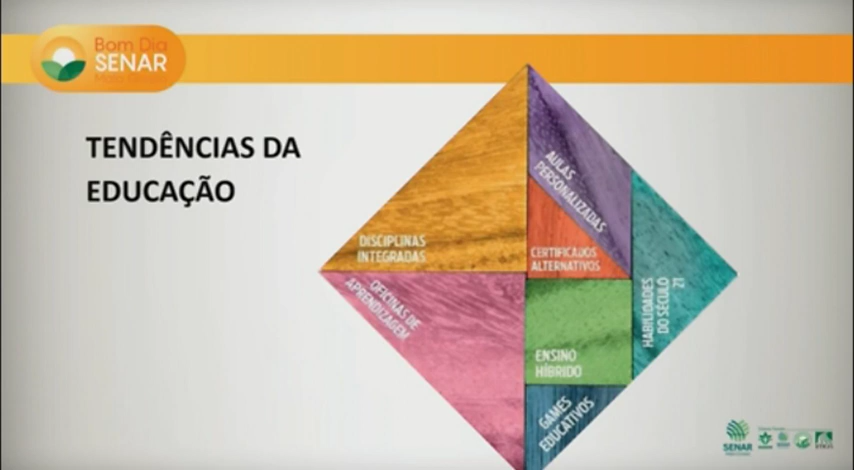 Bom Dia
SENAR
TENDÊNCIAS DA
EDUCAÇÃO
AULAS
PERSONALIZADAS
DISCIPLINAS
INTEGRADAS
CERTIFICADOS
ALTERNATIVOS
HABILIDADES
DO SÉCULO
21
OFICINAS DE
APRENDIZAGEM
ENSINO
HÍBRIDO
GAMES
EDUCATIVOS
SENAR